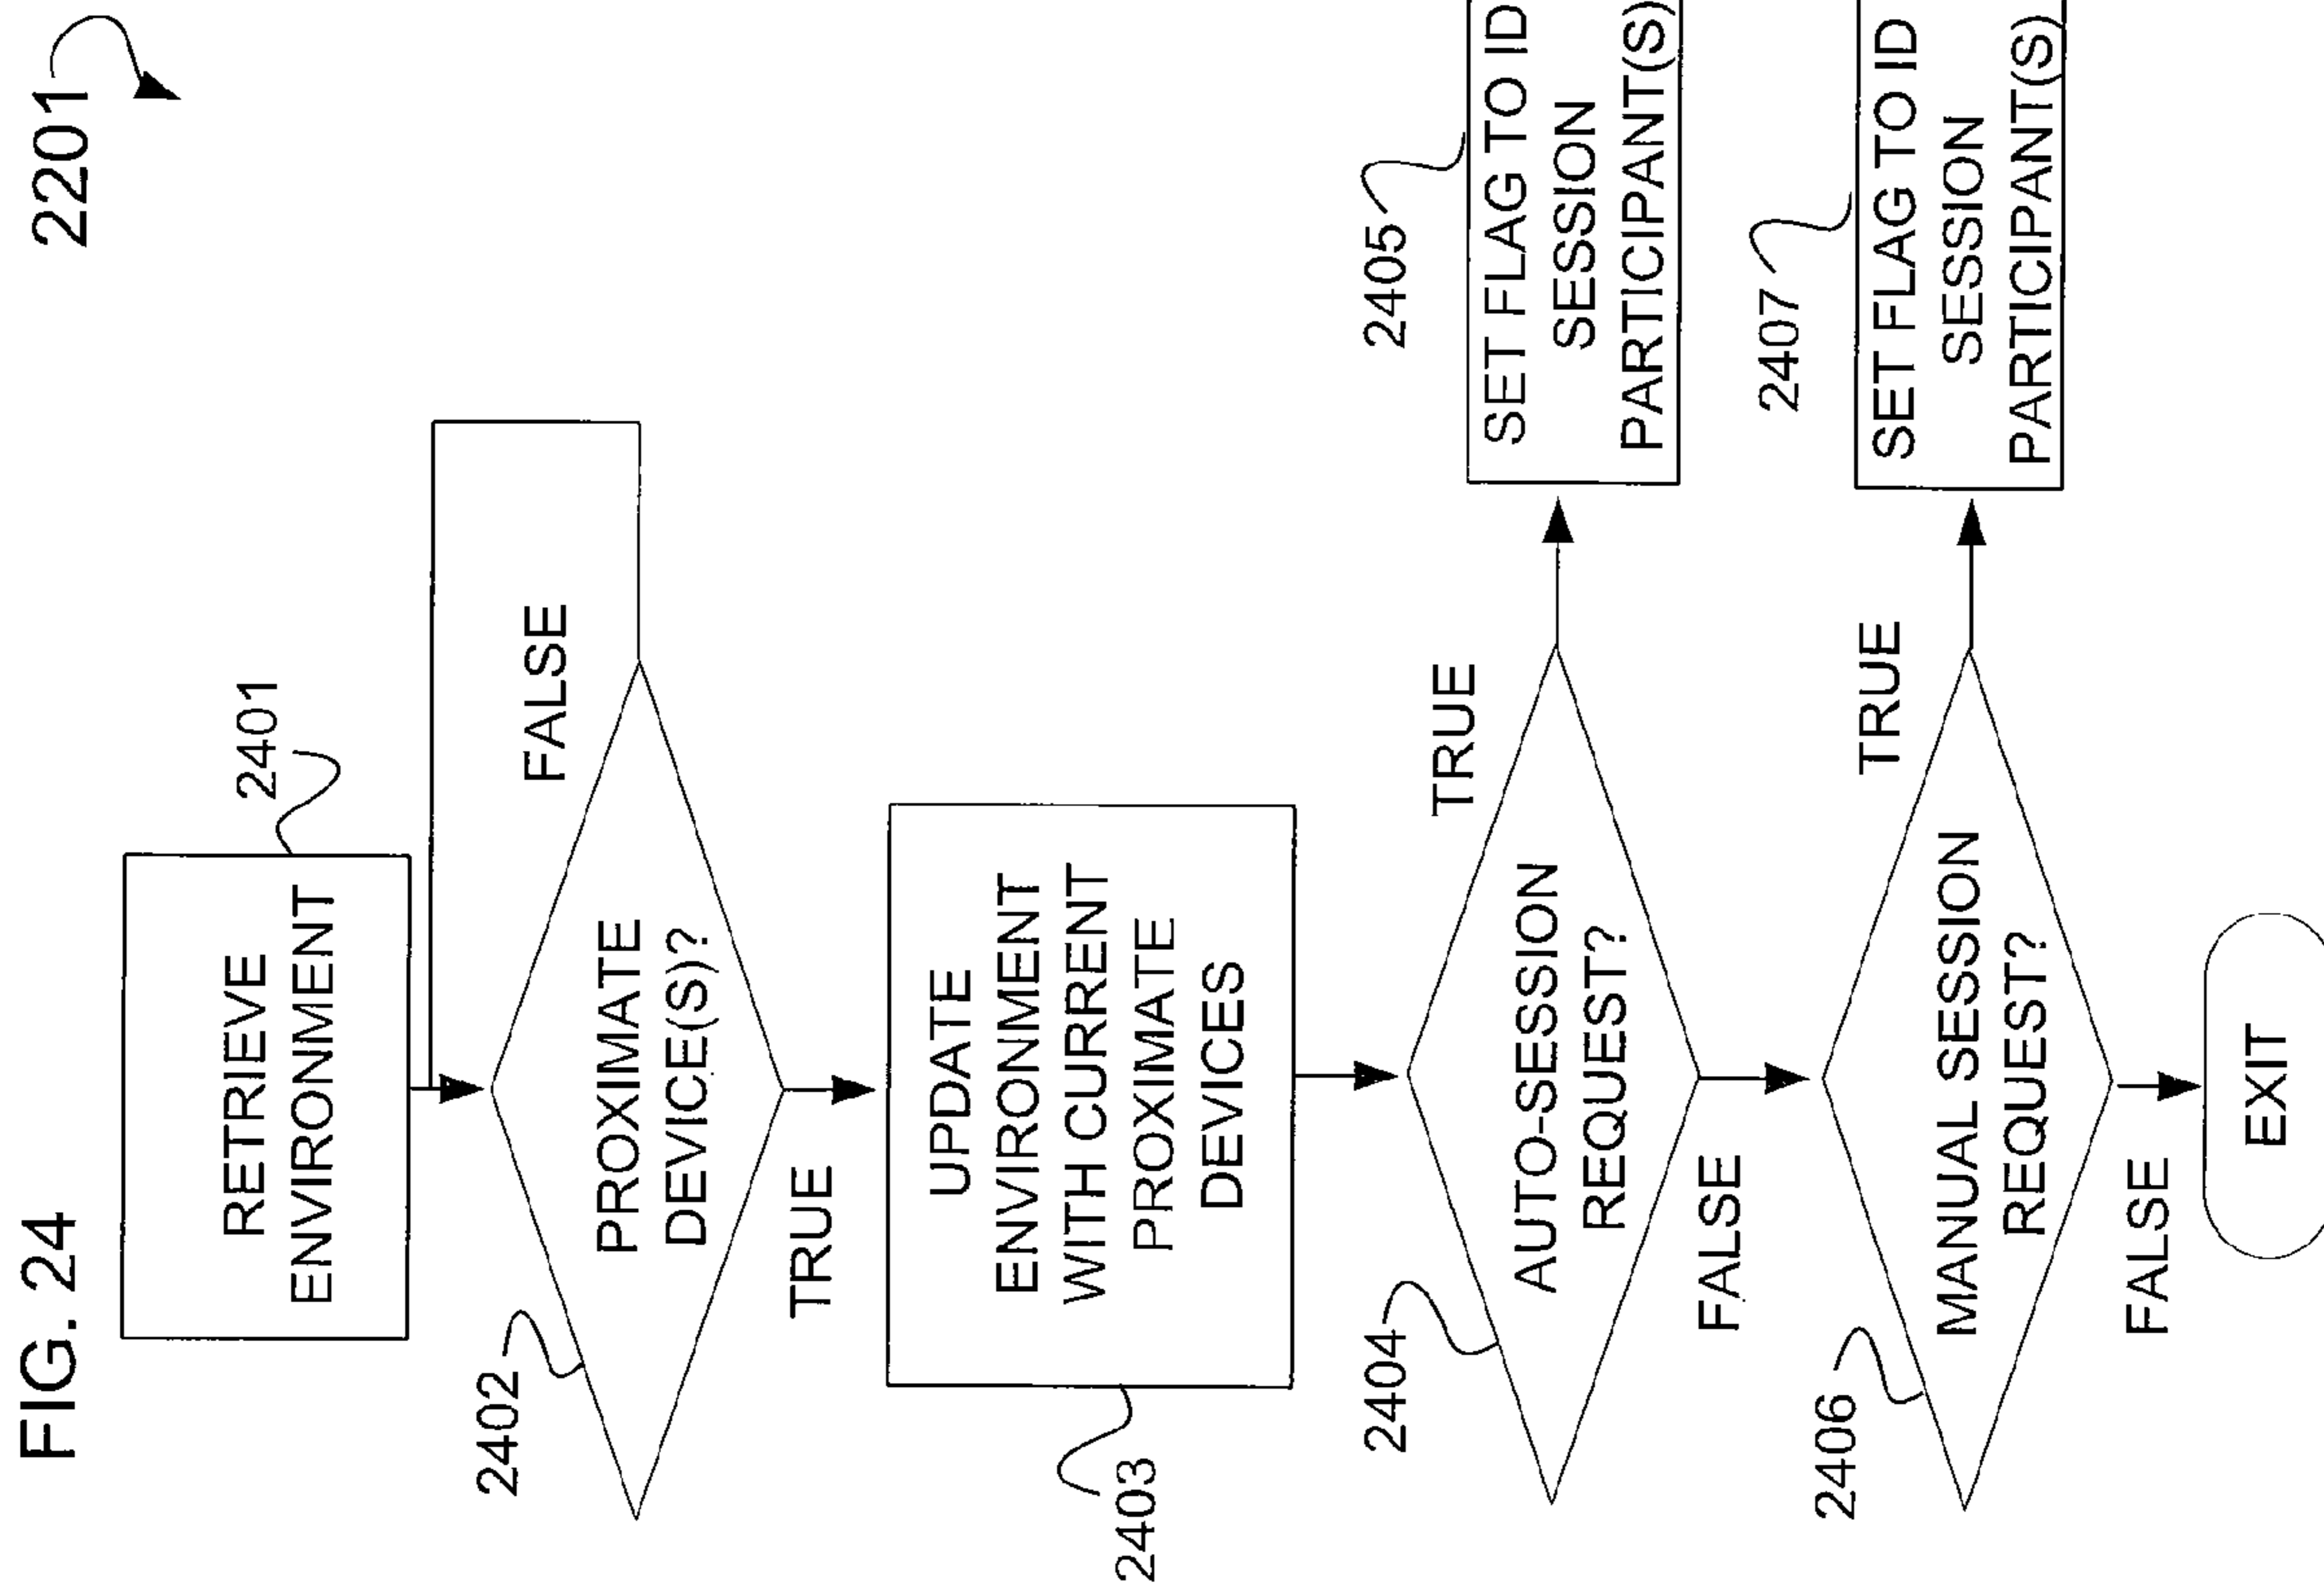 FIG. 24
2201
RETRIEVE
ENVIRONMENT
2401
2402
PROXIMATE
DEVICE(S)?
FALSE
TRUE
2403
UPDATE
ENVIRONMENT
WITH CURRENT
PROXIMATE
DEVICES
2404
AUTO-SESSION
REQUEST?
TRUE
2405
SET FLAG TO ID
SESSION
PARTICIPANT(S)
FALSE
2406
MANUAL SESSION
REQUEST?
TRUE
2407
SET FLAG TO ID
SESSION
PARTICIPANT(S)
FALSE
EXIT